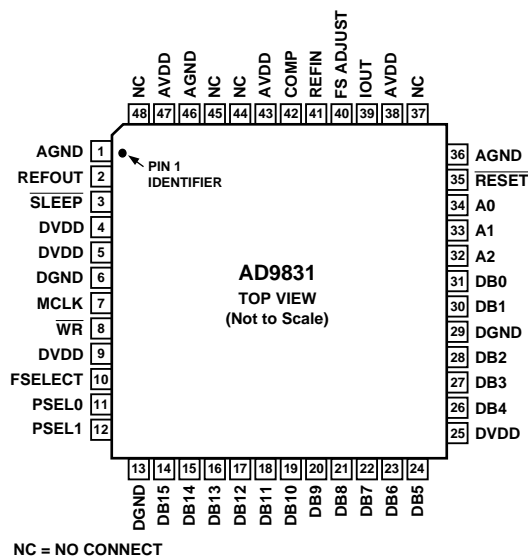 NC
AVDD
AGND
NC
NC
AVDD
COMP
REFIN
FS ADJUST
IOUT
AVDD
NC
48 47 46 45 44 43 42 41 40 39 38 37
AGND 1
REFOUT 2
SLEEP 3
DVDD 4
DVDD 5
DGND 6
MCLK 7
WR 8
DVDD 9
FSELECT 10
PSEL0 11
PSEL1 12
PIN 1
IDENTIFIER
AD9831
TOP VIEW
(Not to Scale)
36 AGND
35 RESET
34 A0
33 A1
32 A2
31 DB0
30 DB1
29 DGND
28 DB2
27 DB3
26 DB4
25 DVDD
13 14 15 16 17 18 19 20 21 22 23 24
DGND
DB15
DB14
DB13
DB12
DB11
DB10
DB9
DB8
DB7
DB6
DB5
NC = NO CONNECT